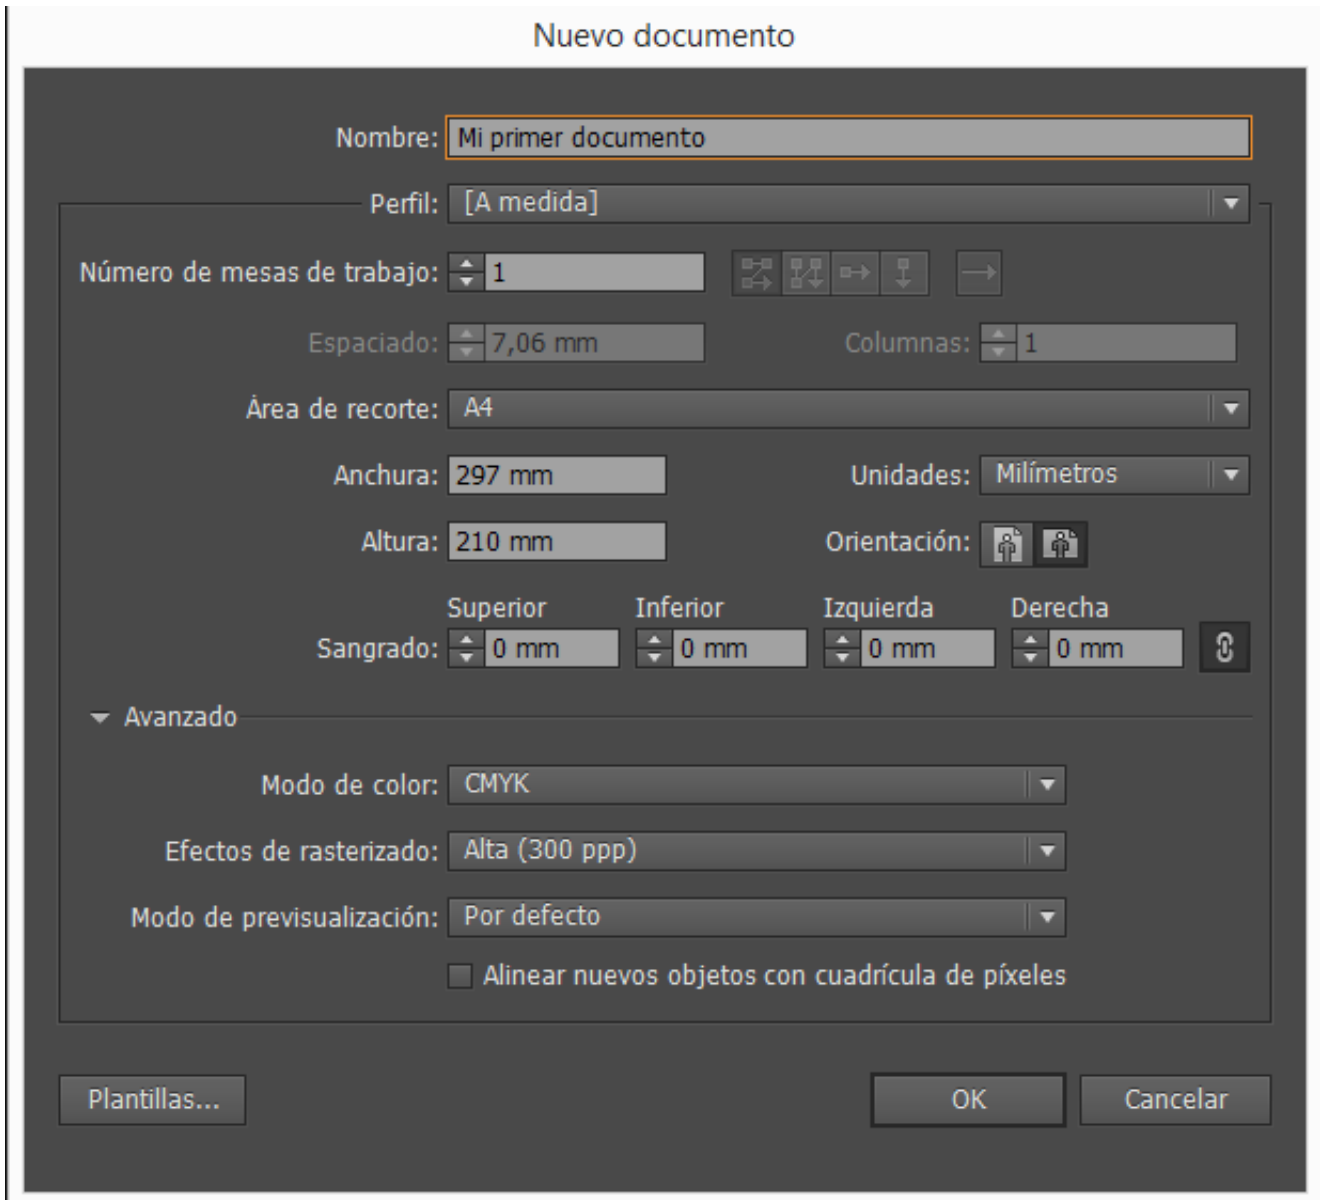 Nuevo documento
Nombre: Mi primer documento
Perfil: [A medida]
Número de mesas de trabajo: 1
Espaciado: 7,06 mm Columnas: 1
Área de recorte: A4
Anchura: 297 mm Unidades: Milímetros
Altura: 210 mm Orientación:
Superior Inferior Izquierda Derecha
Sangrado: 0 mm 0 mm 0 mm 0 mm
Avanzado
Modo de color: CMYK
Efectos de rasterizado: Alta (300 ppp)
Modo de previsualización: Por defecto
Alinear nuevos objetos con cuadrícula de píxeles
Plantillas... OK Cancelar